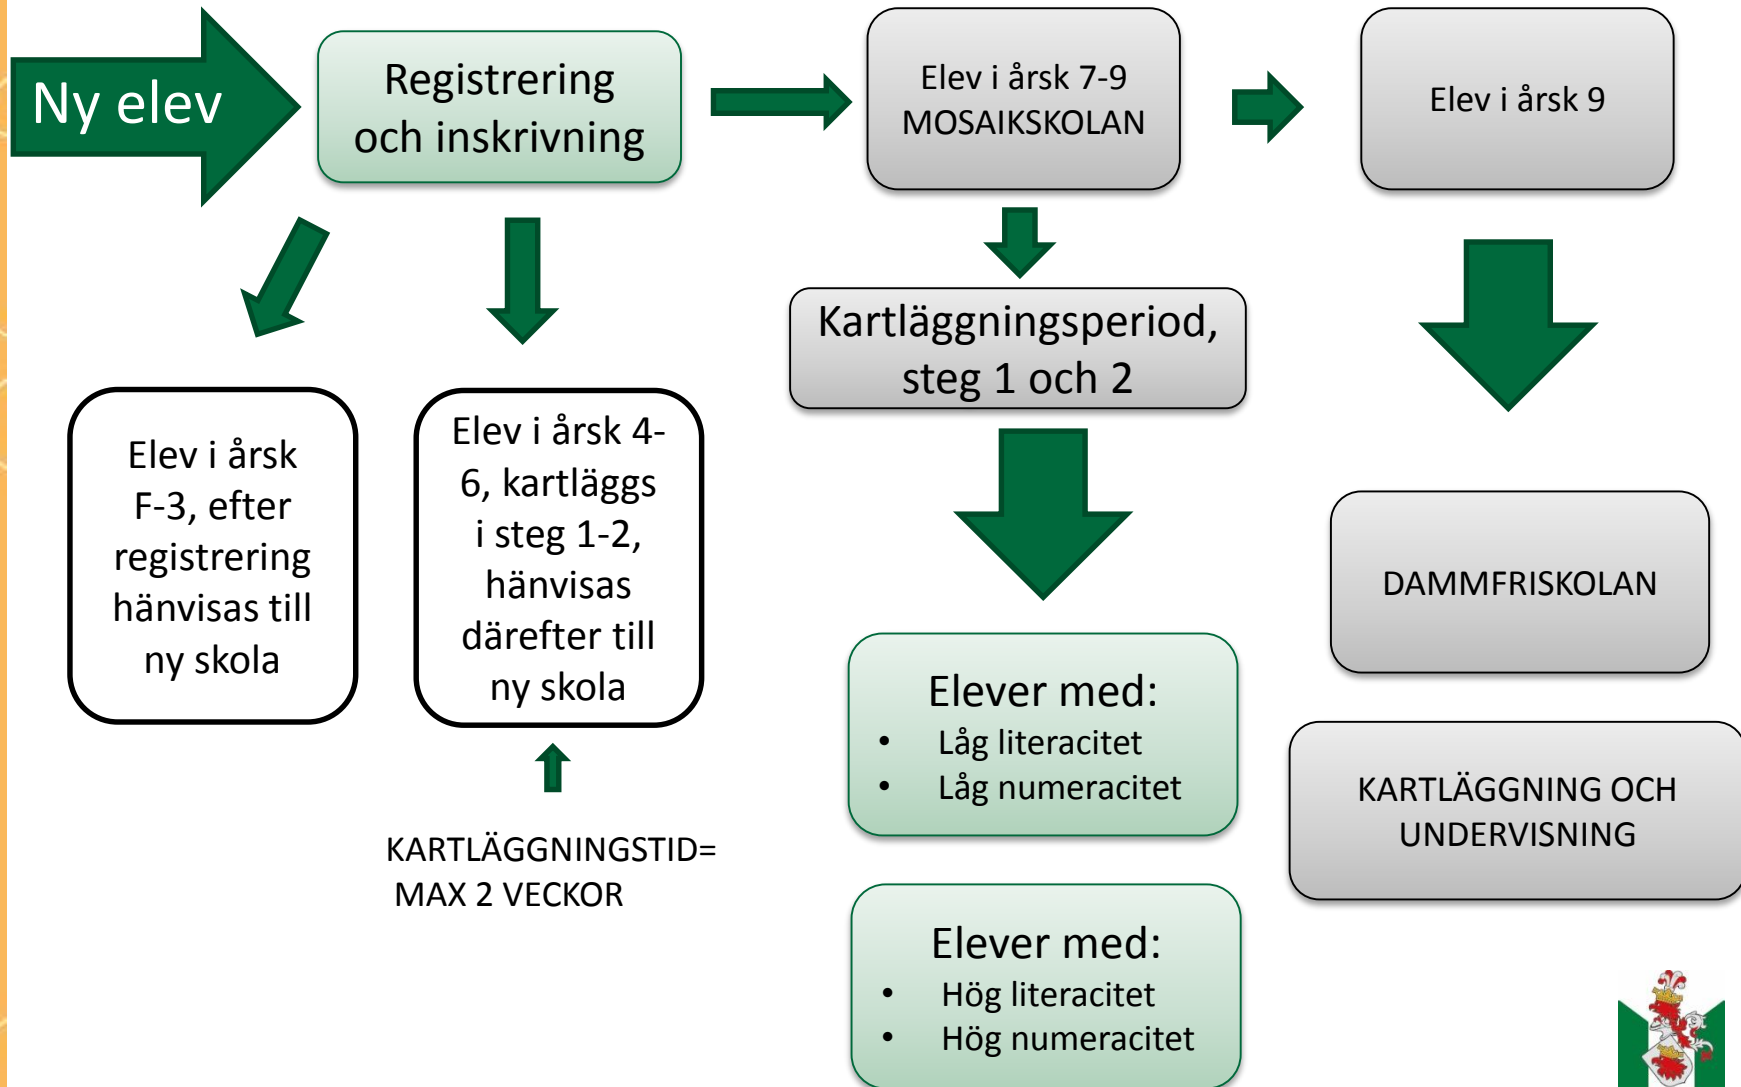 Ny elev
Registrering
och inskrivning
Elev i årsk 7-9
MOSAIKSKOLAN
Elev i årsk 9
Kartläggningsperiod,
steg 1 och 2
Elev i årsk
F-3, efter
registrering
hänvisas till
ny skola
Elev i årsk 4-
6, kartläggs
i steg 1-2,
hänvisas
därefter till
ny skola
KARTLÄGGNINGSTID=
MAX 2 VECKOR
Elever med:
• Låg literacitet
• Låg numeracitet
Elever med:
• Hög literacitet
• Hög numeracitet
DAMMFRISKOLAN
KARTLÄGGNING OCH
UNDERVISNING